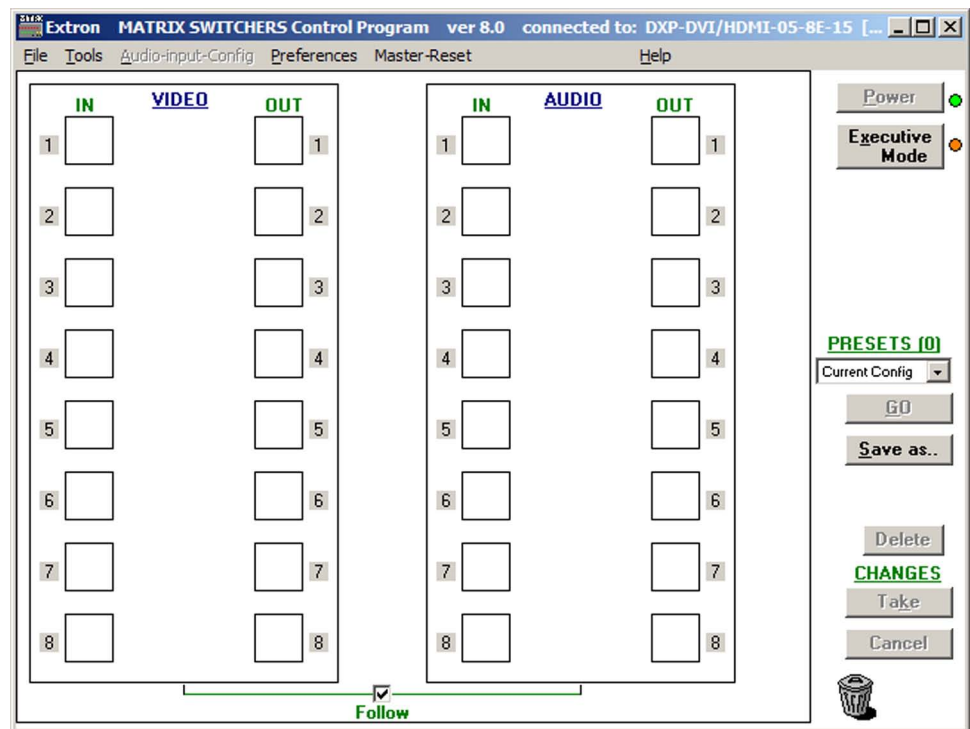 Extron MATRIX SWITCHERS Control Program ver 8.0 connected to: DXP-DVI/HDMI-05-8E-15 [...
File Tools Audio-input-Config Preferences Master-Reset Help
IN VIDEO OUT IN AUDIO OUT
1 1 1 1
2 2 2 2
3 3 3 3
4 4 4 4
5 5 5 5
6 6 6 6
7 7 7 7
8 8 8 8
Follow
Power
Executive
Mode
PRESETS (0)
Current Config
GO
Save as..
Delete
CHANGES
Take
Cancel